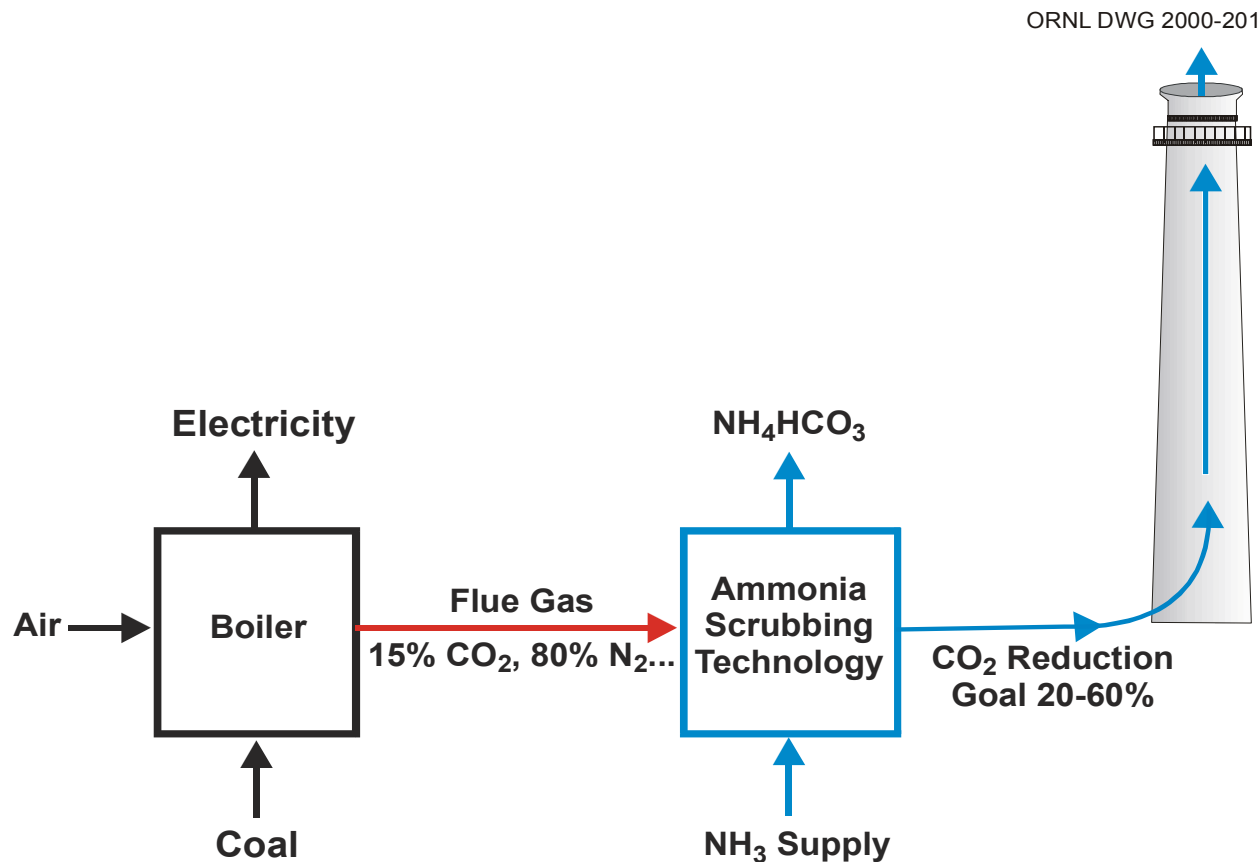 ORNL DWG 2000-201
Electricity
NH₄HCO₃
Air
Boiler
Flue Gas
15% CO₂, 80% N₂...
Ammonia
Scrubbing
Technology
CO₂ Reduction
Goal 20-60%
Coal
NH₃ Supply